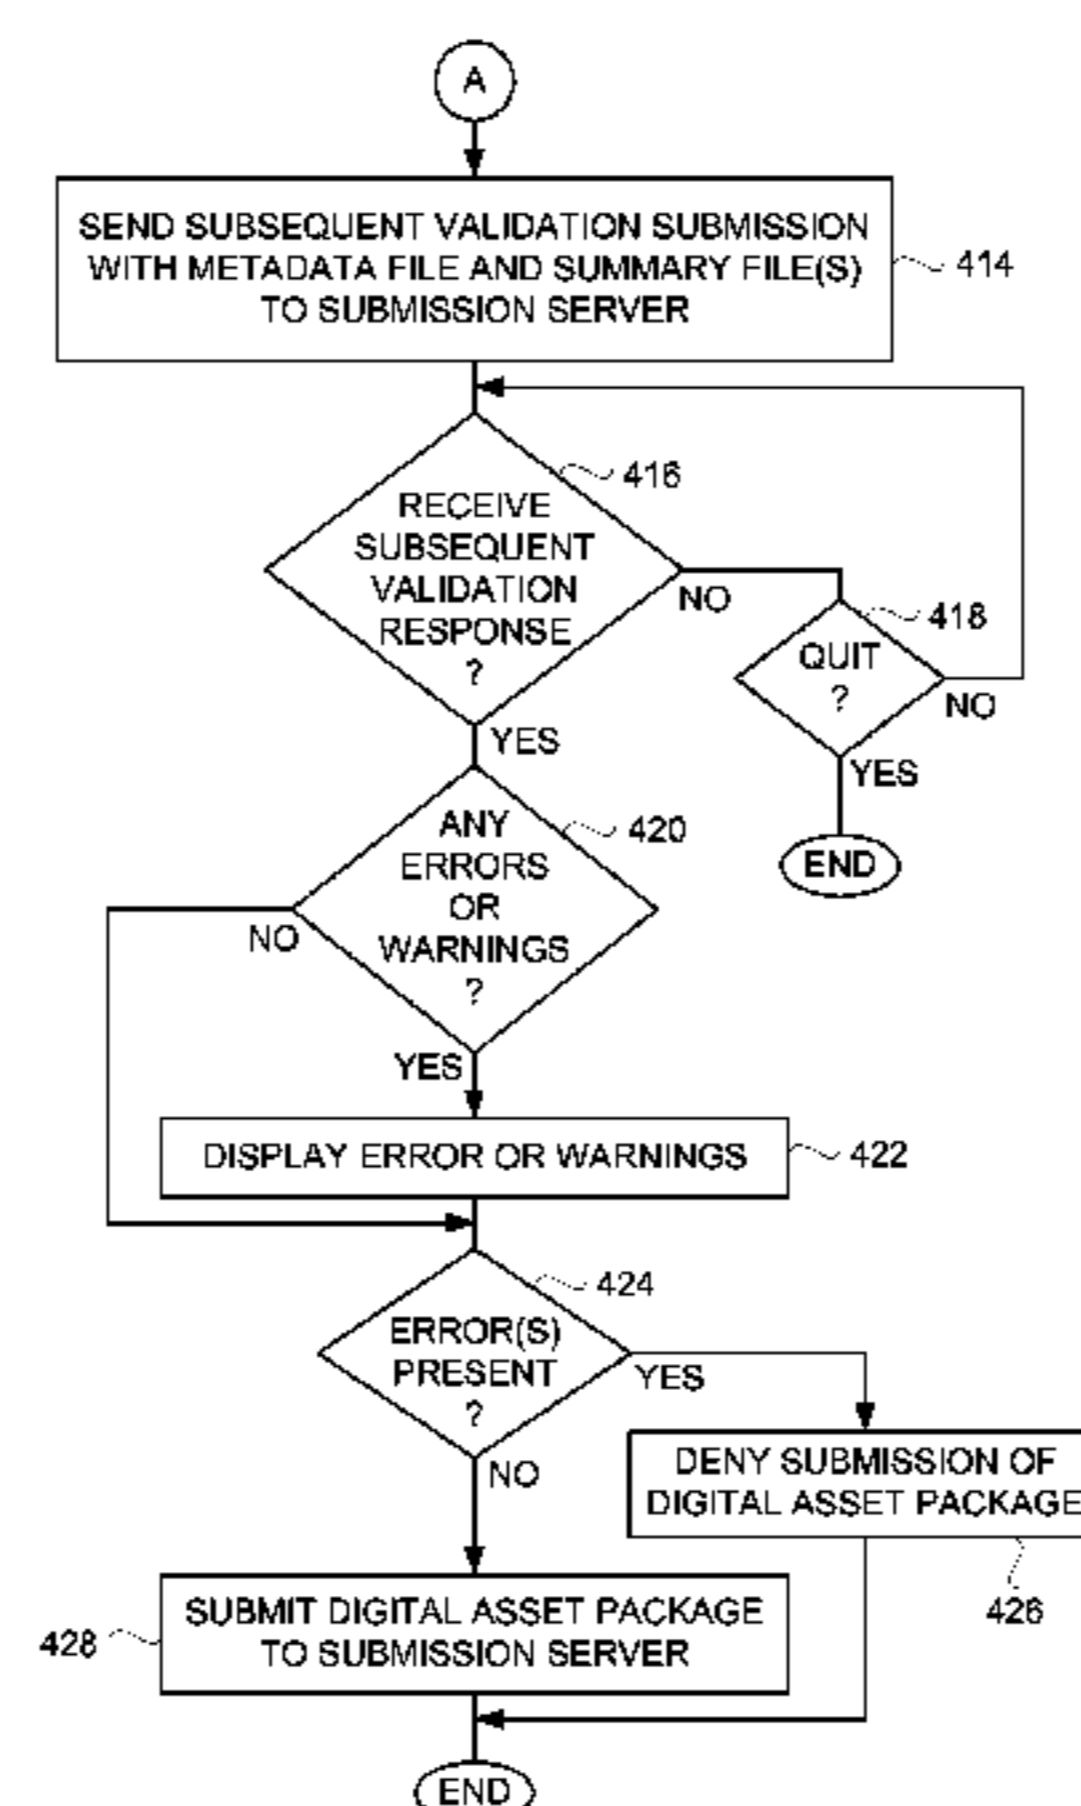 A
SEND SUBSEQUENT VALIDATION SUBMISSION
WITH METADATA FILE AND SUMMARY FILE(S)
TO SUBMISSION SERVER
414
416
RECEIVE
SUBSEQUENT
VALIDATION
RESPONSE
?
NO
418
QUIT
?
NO
YES
YES
END
420
ANY
ERRORS
OR
WARNINGS
?
NO
YES
DISPLAY ERROR OR WARNINGS
422
424
ERROR(S)
PRESENT
?
YES
NO
DENY SUBMISSION OF
DIGITAL ASSET PACKAGE
426
SUBMIT DIGITAL ASSET PACKAGE
TO SUBMISSION SERVER
428
END